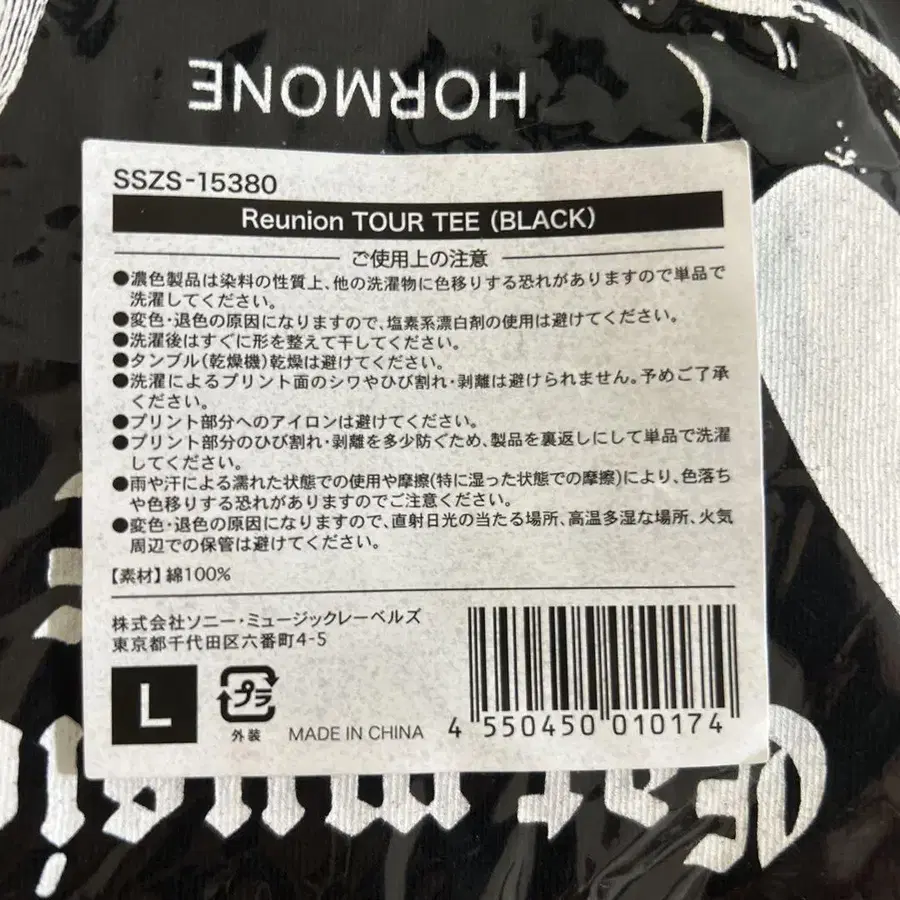 HORMONE
SSZS-15380
Reunion TOUR TEE (BLACK)
ご使用上の注意
●濃色製品は染料の性質上、他の洗濯物に色移りする恐れがありますので単品で
洗濯してください。
●変色・退色の原因になりますので、塩素系漂白剤の使用は避けてください。
●洗濯後はすぐに形を整えて干してください。
●タンブル(乾燥機)乾燥は避けてください。
●洗濯によるプリント面のシワやひび割れ・剥離は避けられません。予めご了承
ください。
●プリント部分へのアイロンは避けてください。
●プリント部分のひび割れ・剥離を多少防ぐため、製品を裏返しにして単品で洗濯
してください。
●雨や汗による濡れた状態での使用や摩擦(特に湿った状態での摩擦)により、色落ち
や色移りする恐れがありますのでご注意ください。
●変色・退色の原因になりますので、直射日光の当たる場所、高温多湿な場所、火気
周辺での保管は避けてください。
【素材】綿100%
株式会社ソニー・ミュージックレーベルズ
東京都千代田区六番町4-5
L
プラ
外装
MADE IN CHINA
4 550450 010174